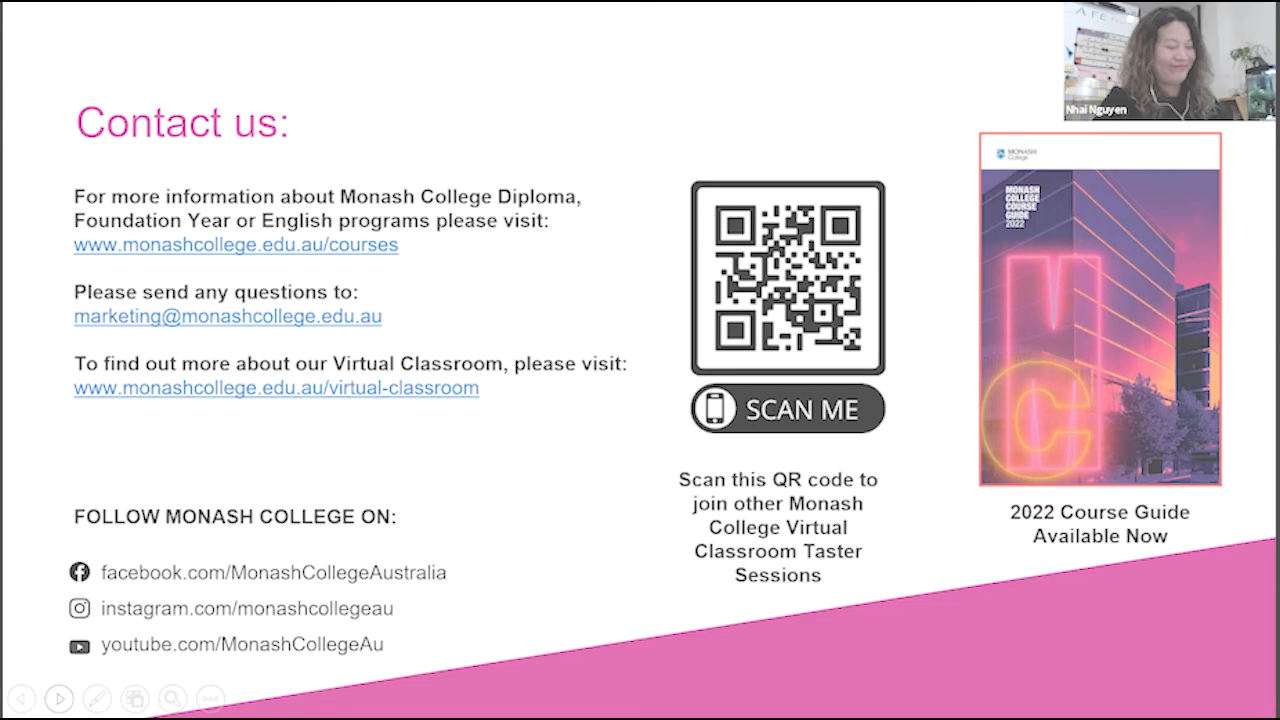 Contact us:
For more information about Monash College Diploma,
Foundation Year or English programs please visit:
www.monashcollege.edu.au/courses
Please send any questions to:
marketing@monashcollege.edu.au
To find out more about our Virtual Classroom, please visit:
www.monashcollege.edu.au/virtual-classroom
FOLLOW MONASH COLLEGE ON:
facebook.com/MonashCollegeAustralia
instagram.com/monashcollegeau
youtube.com/MonashCollegeAu
SCAN ME
Scan this QR code to
join other Monash
College Virtual
Classroom Taster
Sessions
Nhai Nguyen
MONASH
College
MONASH
COLLEGE
COURSE
GUIDE
2022
MC
2022 Course Guide
Available Now